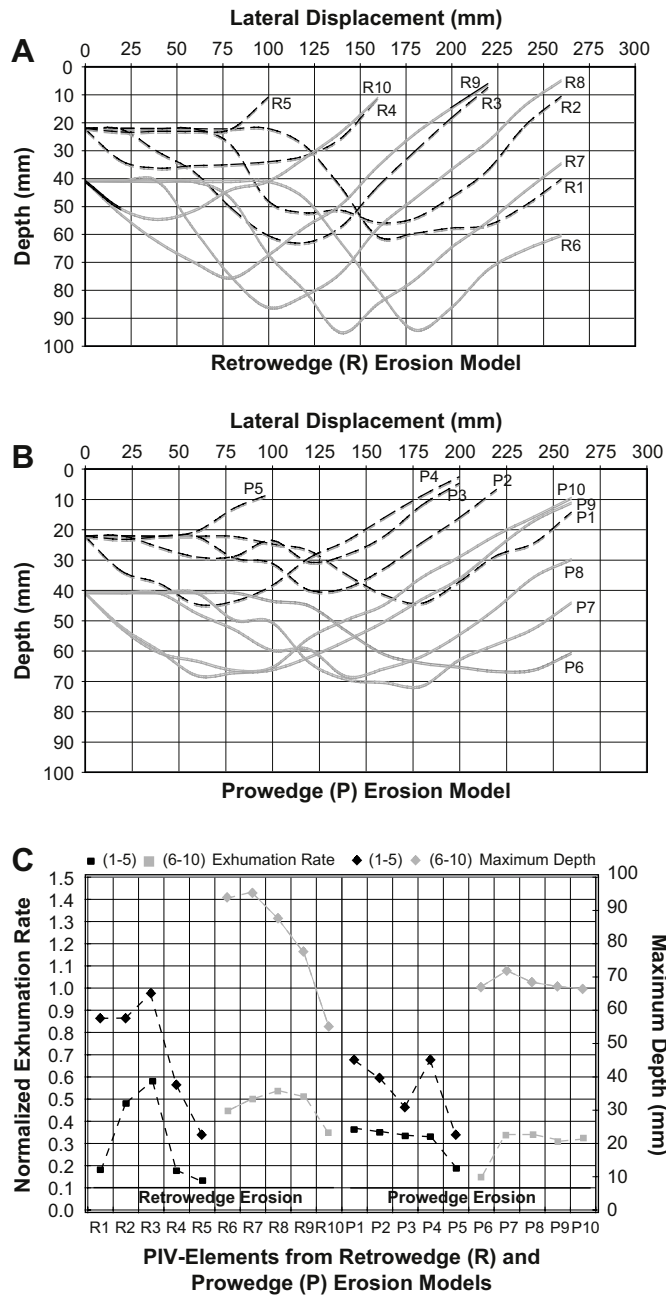 Lateral Displacement (mm)
A
0 25 50 75 100 125 150 175 200 225 250 275 300
0
10
20
30
40
50
60
70
80
90
100
Depth (mm)
R5
R10
R4
R9
R3
R8
R2
R7
R1
R6
Retrowedge (R) Erosion Model
Lateral Displacement (mm)
B
0 25 50 75 100 125 150 175 200 225 250 275 300
0
10
20
30
40
50
60
70
80
90
100
Depth (mm)
P5
P4
P3
P2
P10
P9
P1
P8
P7
P6
Prowedge (P) Erosion Model
C
(1-5) (6-10) Exhumation Rate (1-5) (6-10) Maximum Depth
1.5
1.4
1.3
1.2
1.1
1.0
0.9
0.8
0.7
0.6
0.5
0.4
0.3
0.2
0.1
0.0
Normalized Exhumation Rate
100
90
80
70
60
50
40
30
20
10
0
Maximum Depth (mm)
Retrowedge Erosion Prowedge Erosion
R1 R2 R3 R4 R5 R6 R7 R8 R9 R10 P1 P2 P3 P4 P5 P6 P7 P8 P9 P10
PIV-Elements from Retrowedge (R) and
Prowedge (P) Erosion Models